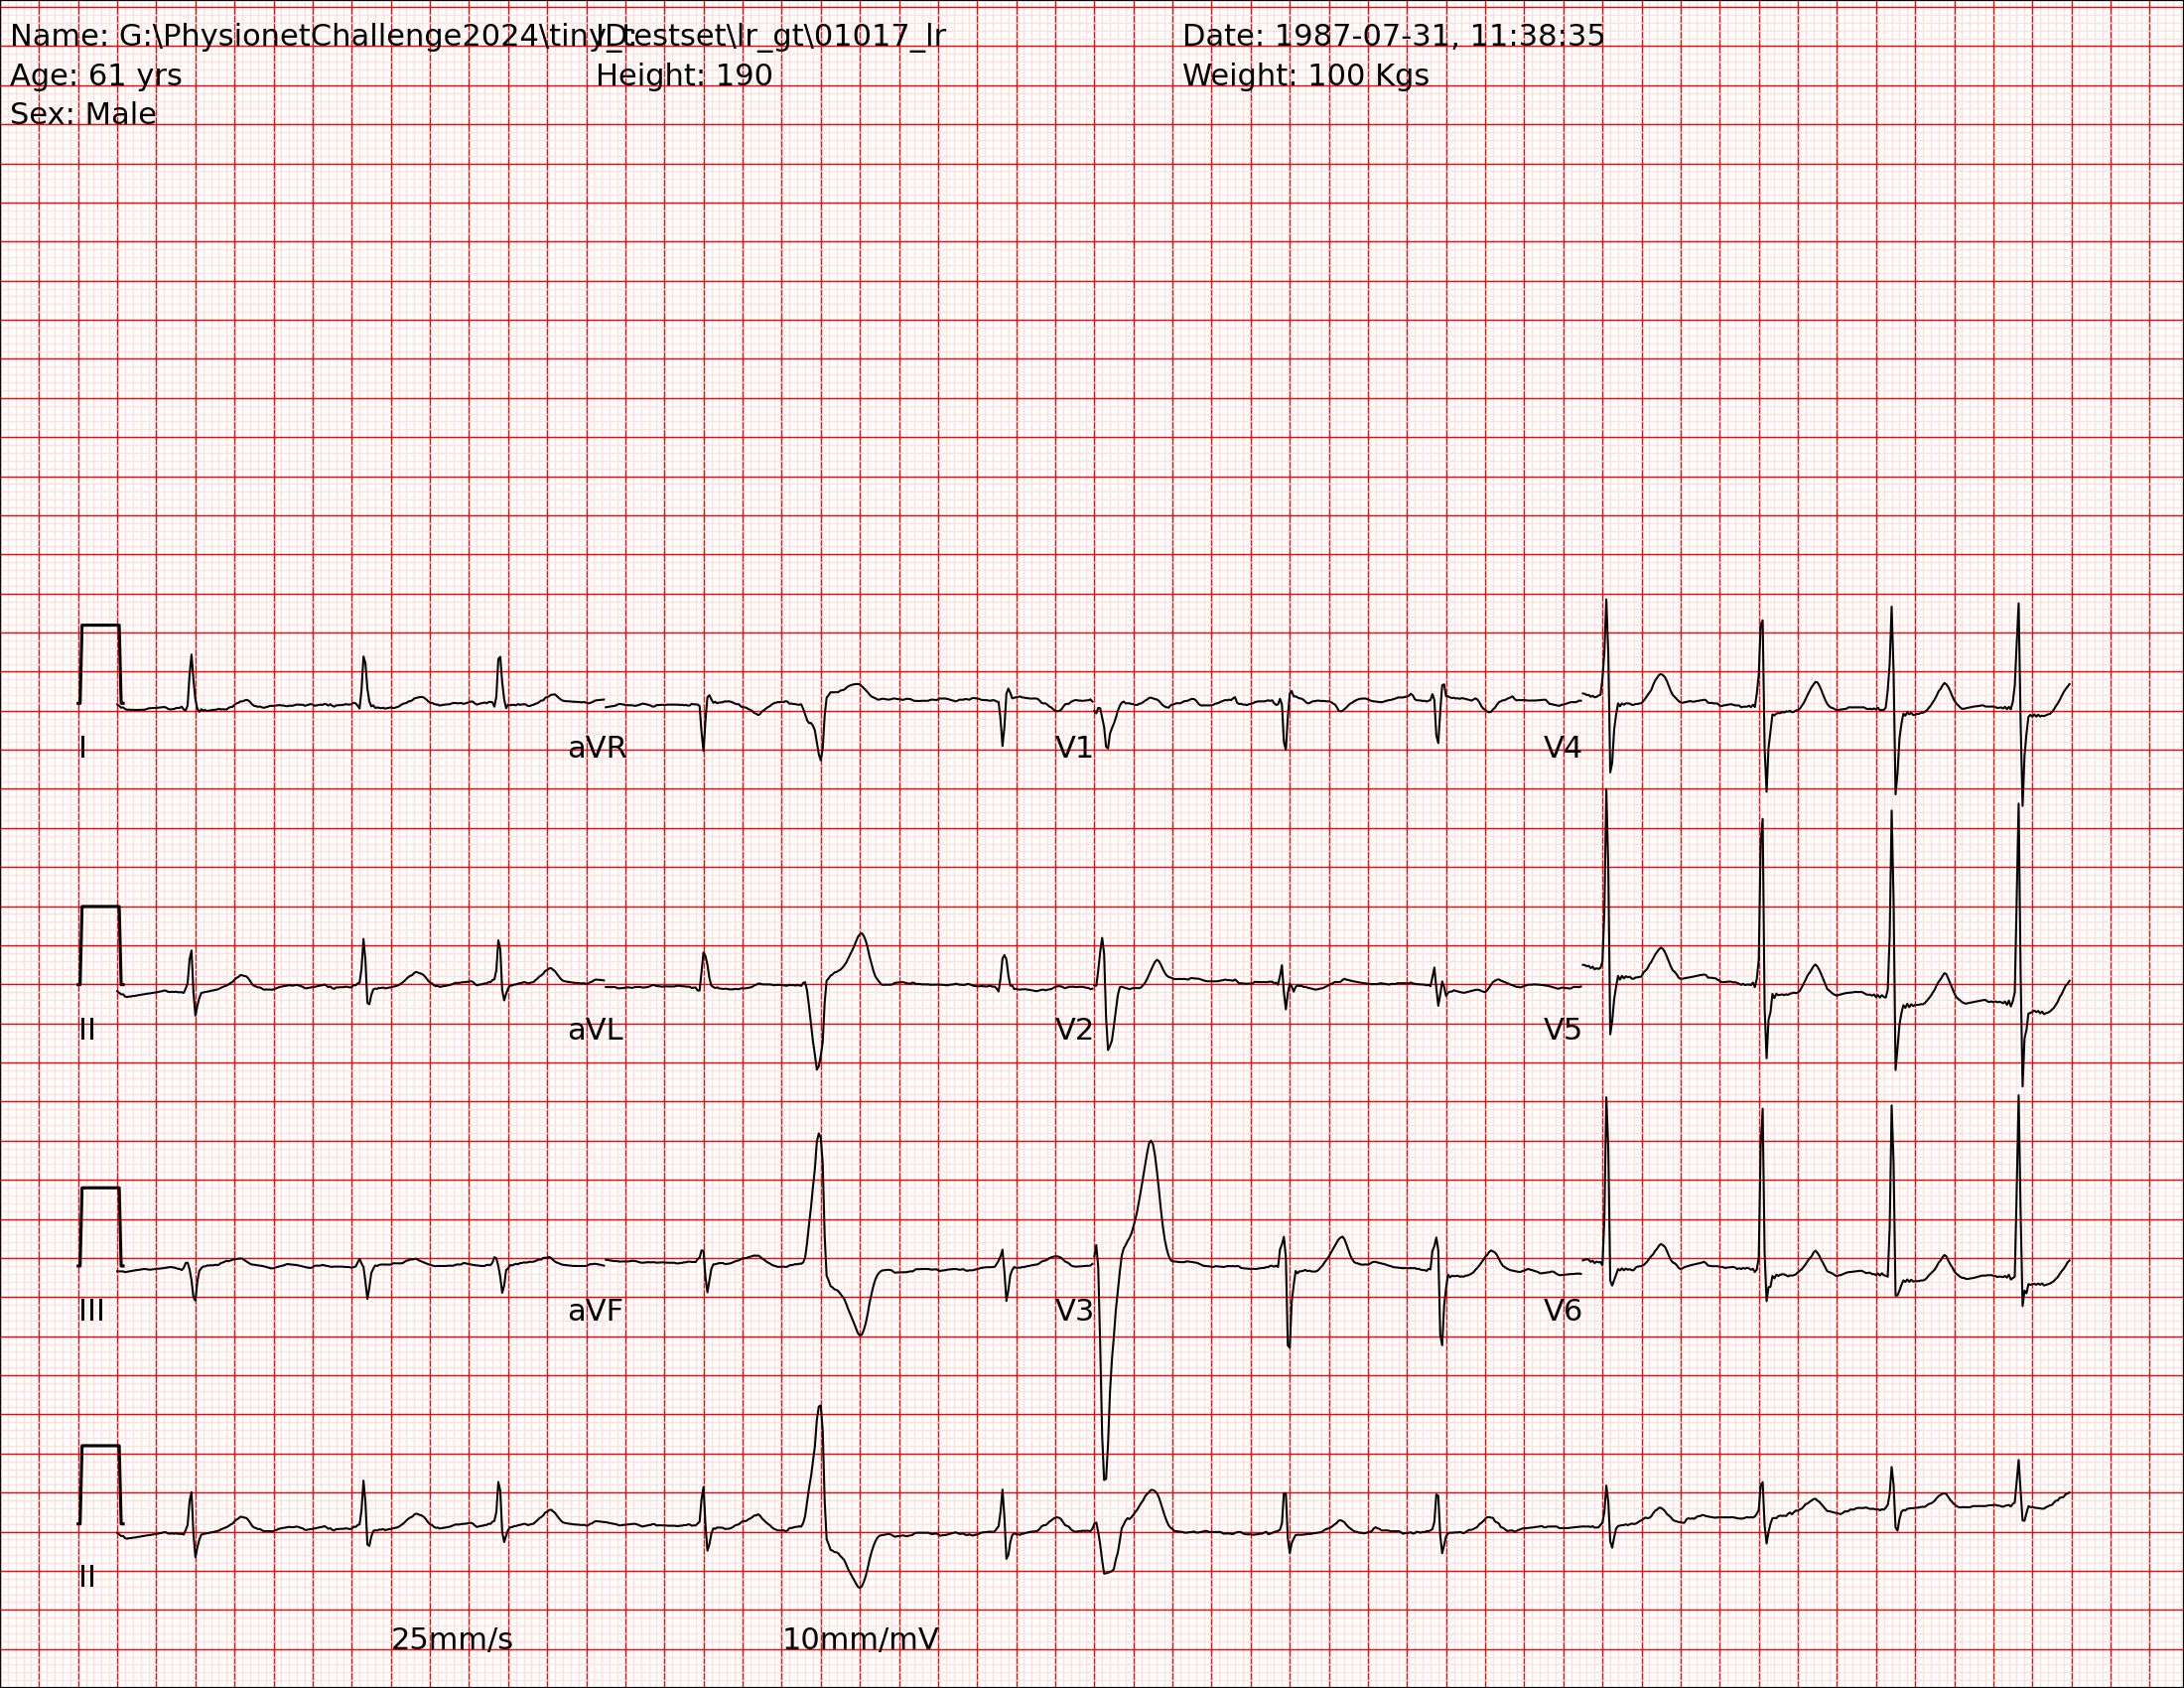 Name: G:\PhysionetChallenge2024\tiny_testset\lr_gt\01017_lr ID: Date: 1987-07-31, 11:38:35
Age: 61 yrs Height: 190 Weight: 100 Kgs
Sex: Male
I aVR V1 V4
II aVL V2 V5
III aVF V3 V6
II
25mm/s 10mm/mV